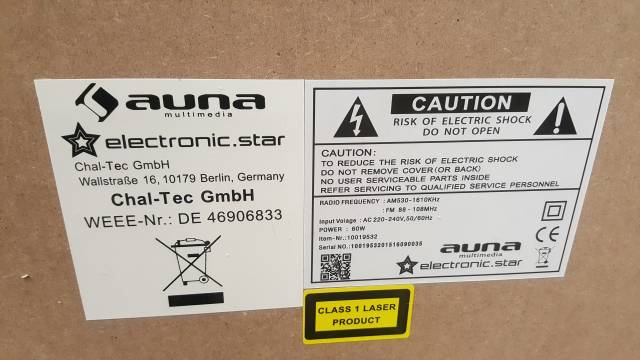 auna
multimedia
electronic.star
Chal-Tec GmbH
Wallstraße 16, 10179 Berlin, Germany
Chal-Tec GmbH
WEEE-Nr.: DE 46906833
CAUTION
RISK OF ELECTRIC SHOCK
DO NOT OPEN
CAUTION:
TO REDUCE THE RISK OF ELECTRIC SHOCK
DO NOT REMOVE COVER(OR BACK)
NO USER SERVICEABLE PARTS INSIDE
REFER SERVICING TO QUALIFIED SERVICE PERSONNEL
RADIO FREQUENCY : AM530-1610KHz
FM 88 - 108MHz
Input Voltage : AC 220-240V,50/60Hz
POWER : 60W
Item-Nr.:10019532
Serial NO.:1001953201516090035
auna
multimedia
electronic.star
CE
CLASS 1 LASER
PRODUCT